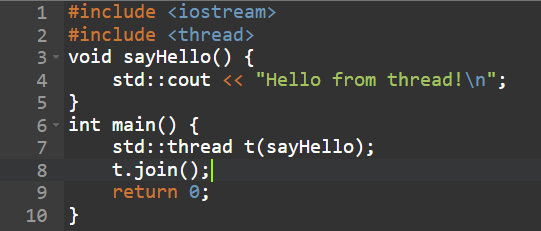 1 #include <iostream>
2 #include <thread>
3 void sayHello() {
4     std::cout << "Hello from thread!\n";
5 }
6 int main() {
7     std::thread t(sayHello);
8     t.join();
9     return 0;
10 }